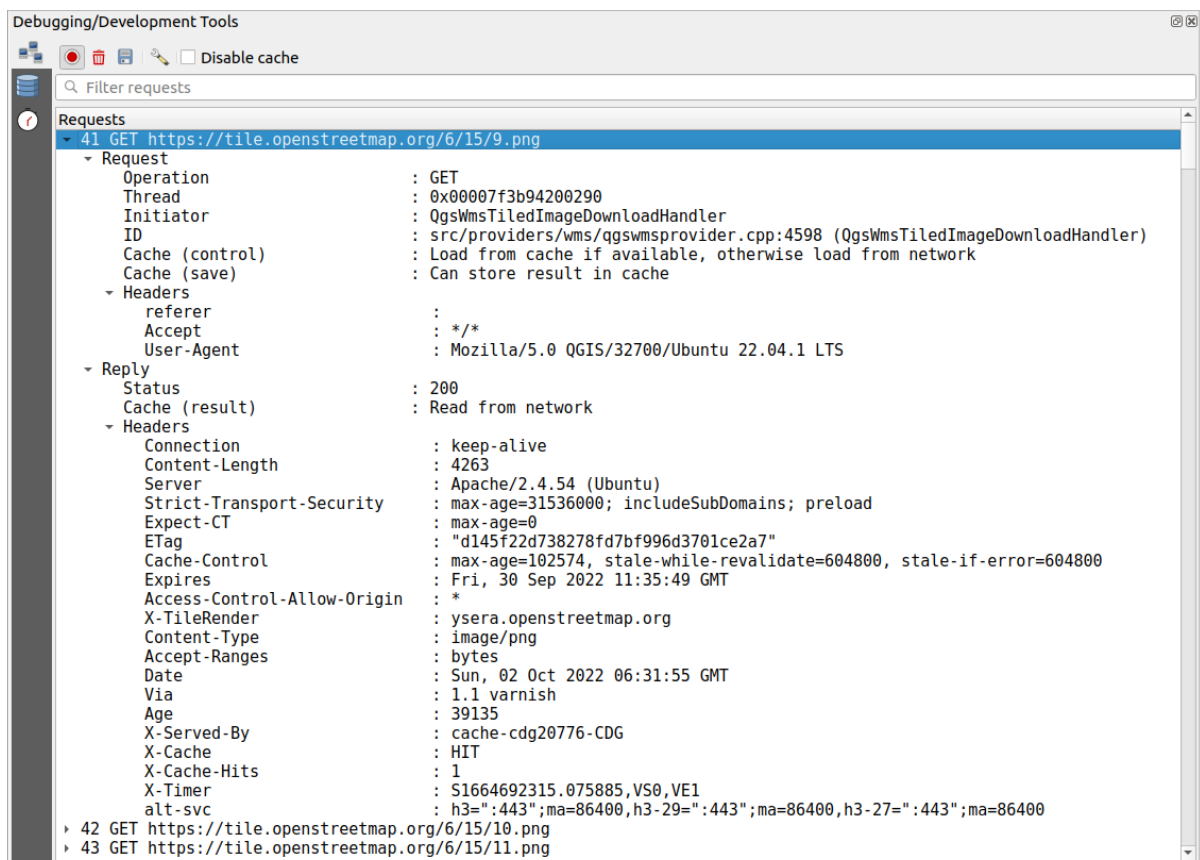 Debugging/Development Tools
Disable cache
Filter requests
Requests
41 GET https://tile.openstreetmap.org/6/15/9.png
Request
Operation : GET
Thread : 0x00007f3b94200290
Initiator : QgsWmsTiledImageDownloadHandler
ID : src/providers/wms/qgswmsprovider.cpp:4598 (QgsWmsTiledImageDownloadHandler)
Cache (control) : Load from cache if available, otherwise load from network
Cache (save) : Can store result in cache
Headers
referer :
Accept : */*
User-Agent : Mozilla/5.0 QGIS/32700/Ubuntu 22.04.1 LTS
Reply
Status : 200
Cache (result) : Read from network
Headers
Connection : keep-alive
Content-Length : 4263
Server : Apache/2.4.54 (Ubuntu)
Strict-Transport-Security : max-age=31536000; includeSubDomains; preload
Expect-CT : max-age=0
ETag : "d145f22d738278fd7bf996d3701ce2a7"
Cache-Control : max-age=102574, stale-while-revalidate=604800, stale-if-error=604800
Expires : Fri, 30 Sep 2022 11:35:49 GMT
Access-Control-Allow-Origin : *
X-TileRender : ysera.openstreetmap.org
Content-Type : image/png
Accept-Ranges : bytes
Date : Sun, 02 Oct 2022 06:31:55 GMT
Via : 1.1 varnish
Age : 39135
X-Served-By : cache-cdg20776-CDG
X-Cache : HIT
X-Cache-Hits : 1
X-Timer : S1664692315.075885,VS0,VE1
alt-svc : h3=":443";ma=86400,h3-29=":443";ma=86400,h3-27=":443";ma=86400
42 GET https://tile.openstreetmap.org/6/15/10.png
43 GET https://tile.openstreetmap.org/6/15/11.png